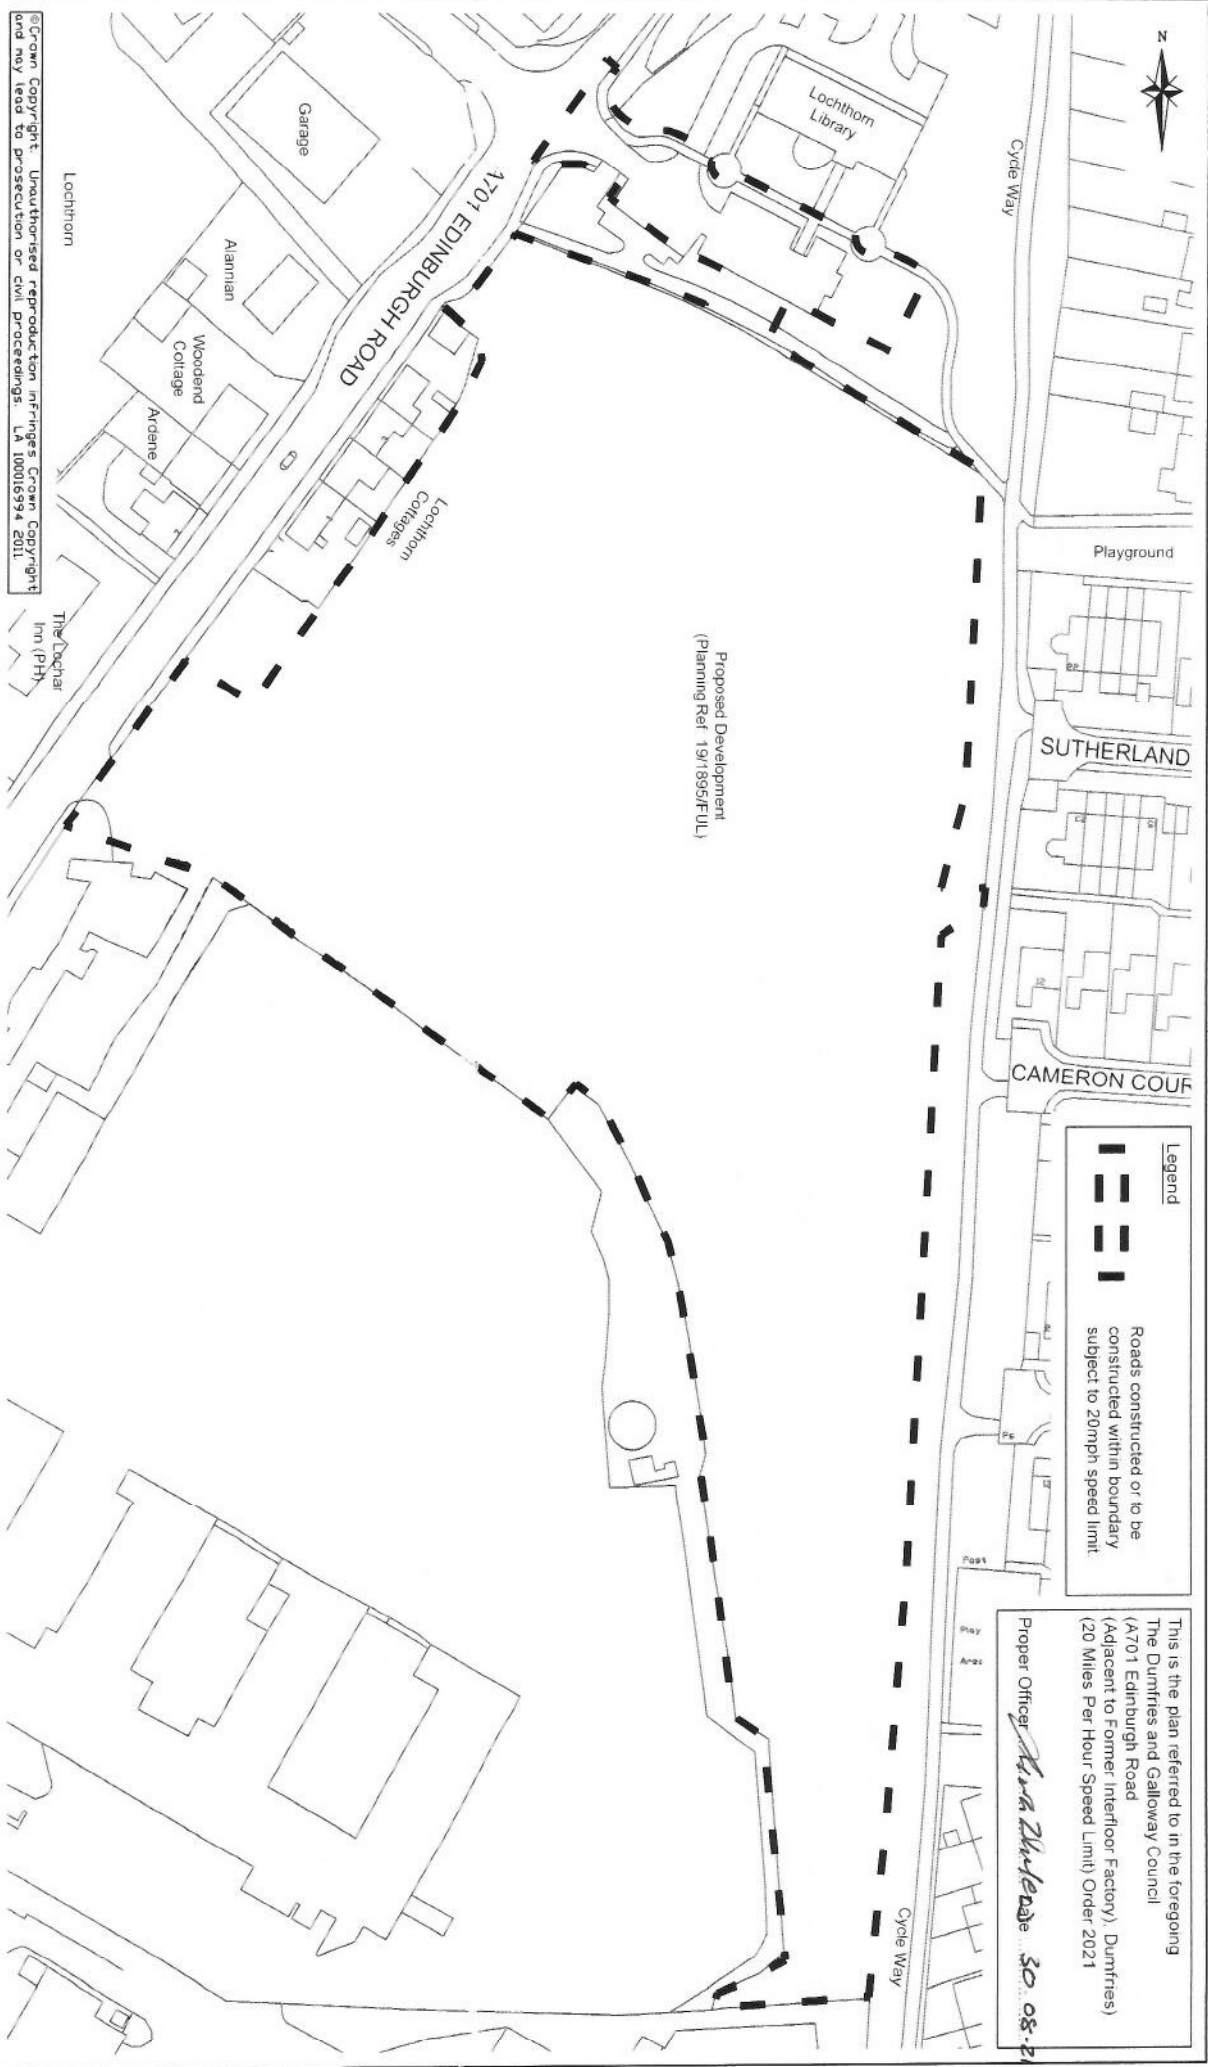 N
Cycle Way
Lochthorn
Library
Garage
A701 EDINBURGH ROAD
Lochthorn
Alannian
Woodend
Cottage
Ardene
Lochthorn
Cottages
The Lochar
Inn (PH)
Playground
SUTHERLAND
CAMERON COUR
Proposed Development
(Planning Ref 19/1895/FUL)
Legend
Roads constructed or to be
constructed within boundary
subject to 20mph speed limit
Post
Play
Area
Cycle Way
This is the plan referred to in the foregoing
The Dumfries and Galloway Council
(A701 Edinburgh Road
(Adjacent to Former Interfloor Factory), Dumfries)
(20 Miles Per Hour Speed Limit) Order 2021
Proper Officer Date 30.08.21
©Crown Copyright. Unauthorised reproduction infringes Crown Copyright
and may lead to prosecution or civil proceedings. LA 100016994 2011.